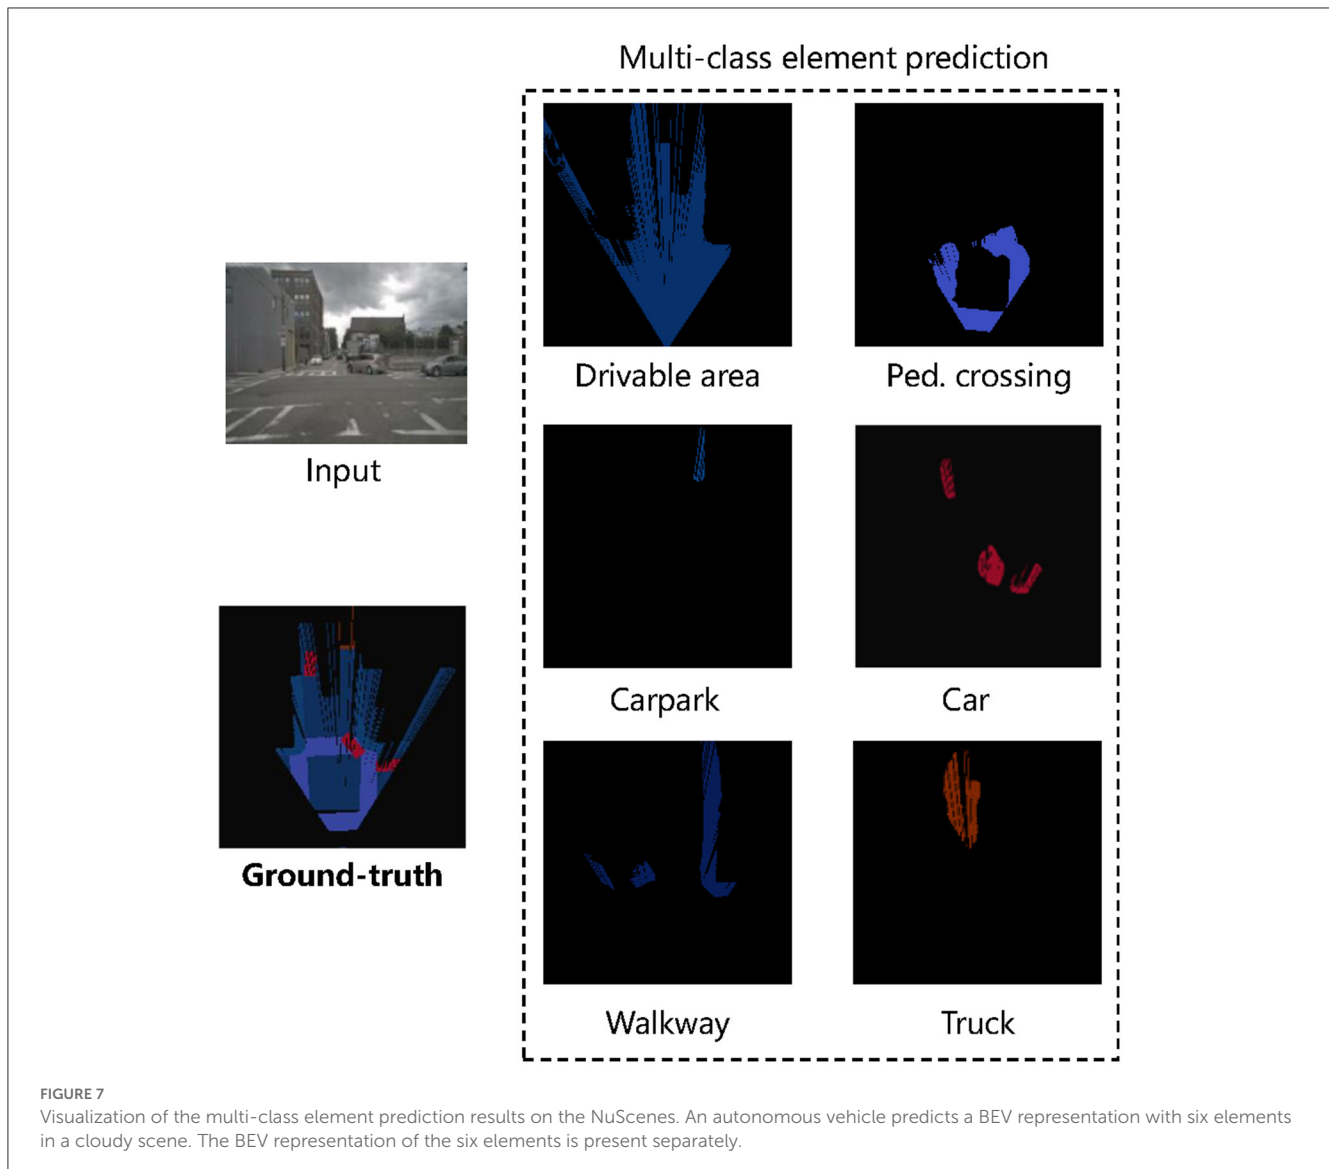 Multi-class element prediction
Drivable area
Ped. crossing
Input
Carpark
Car
Ground-truth
Walkway
Truck
FIGURE 7
Visualization of the multi-class element prediction results on the NuScenes. An autonomous vehicle predicts a BEV representation with six elements
in a cloudy scene. The BEV representation of the six elements is present separately.